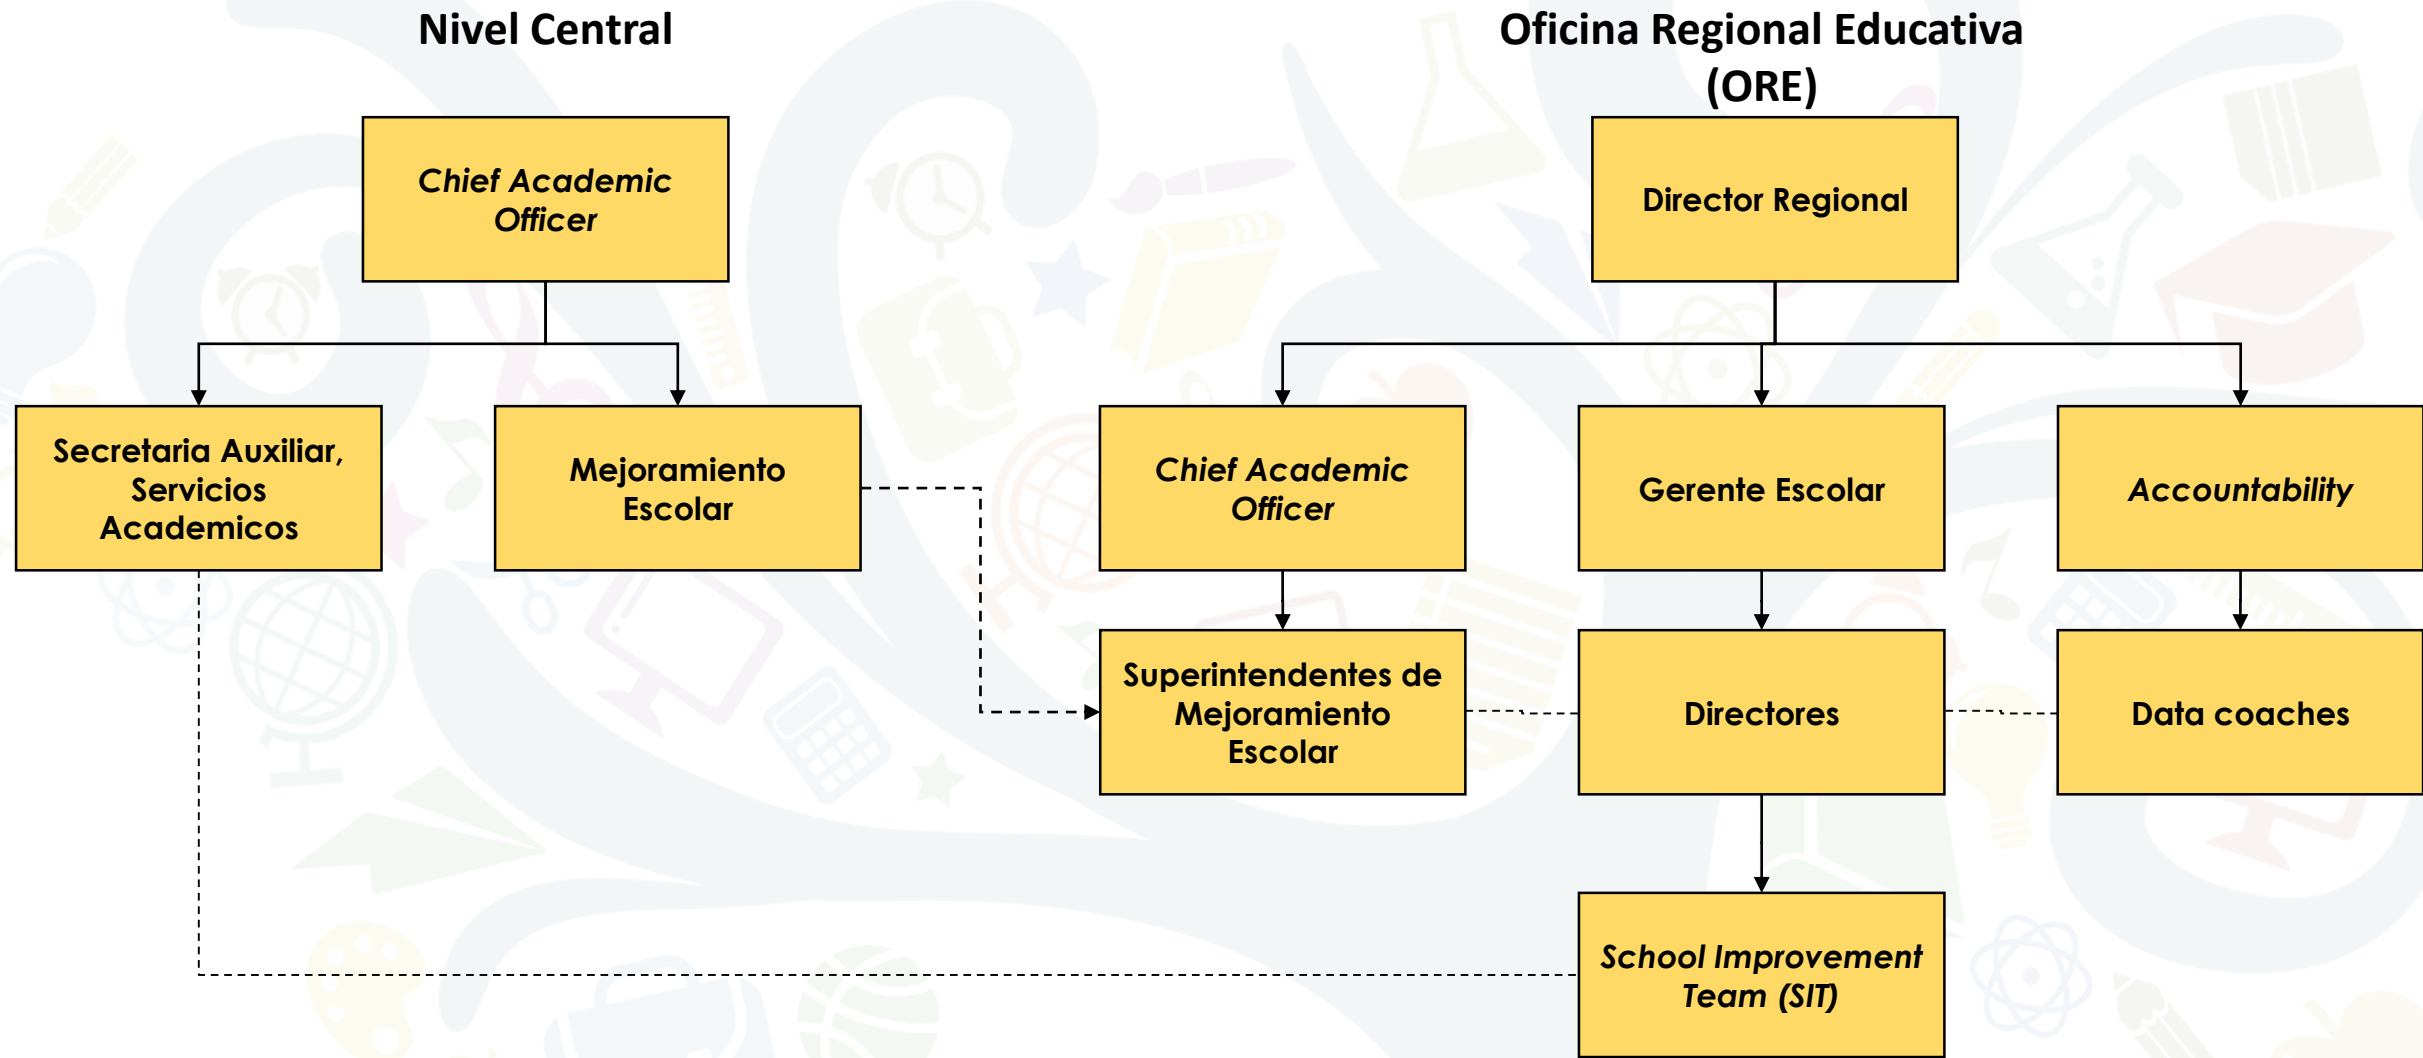 Nivel Central
Oficina Regional Educativa
(ORE)
Chief Academic
Officer
Director Regional
Secretaria Auxiliar,
Servicios
Academicos
Mejoramiento
Escolar
Chief Academic
Officer
Gerente Escolar
Accountability
Superintendentes de
Mejoramiento
Escolar
Directores
Data coaches
School Improvement
Team (SIT)